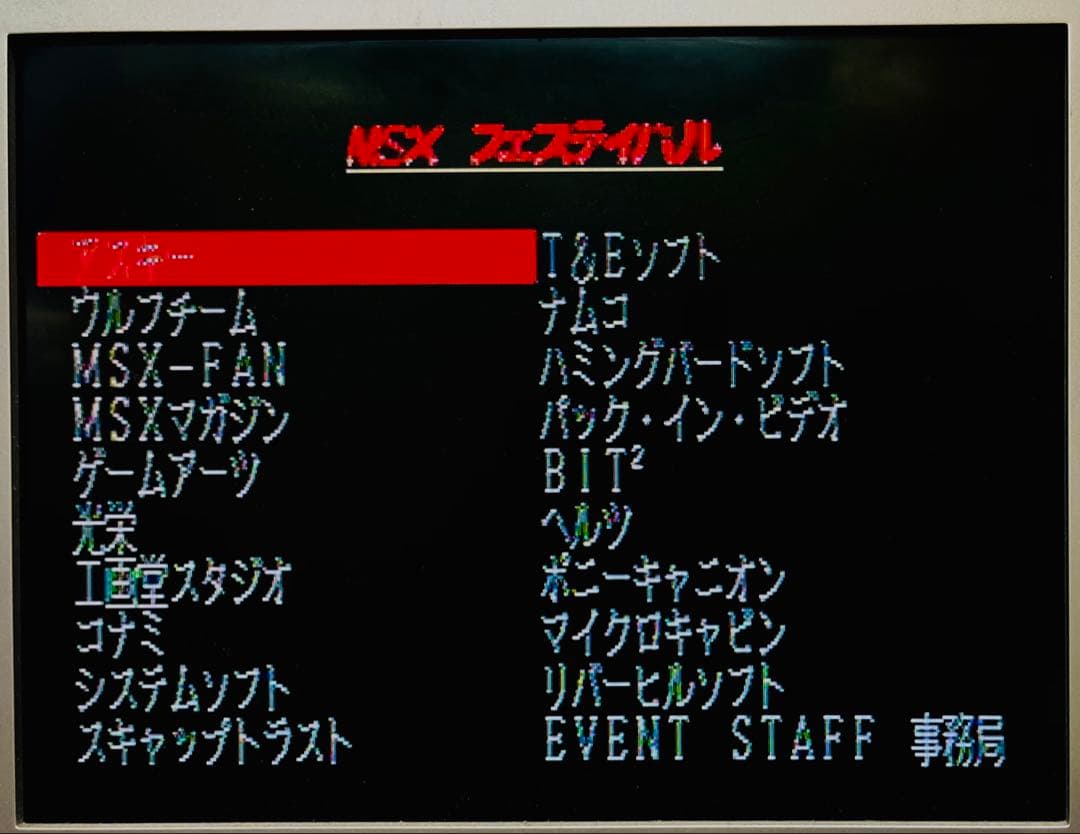 MSX フェスティバル
アスキー
ウルフチーム
MSX-FAN
MSXマガジン
ゲームアーツ
光栄
工画堂スタジオ
コナミ
システムソフト
スキャップトラスト
T&Eソフト
ナムコ
ハミングバードソフト
パック・イン・ビデオ
BIT²
ヘルツ
ポニーキャニオン
マイクロキャビン
リバーヒルソフト
EVENT STAFF 事務局